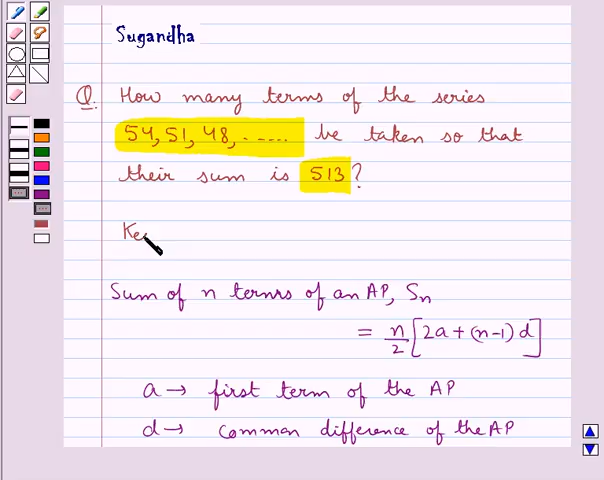 Sugandha
Q. How many terms of the series
54, 51, 48, ..... be taken so that
their sum is 513?
Ke
Sum of n terms of an AP, Sn
= n/2 [2a + (n-1) d]
a → first term of the AP
d → common difference of the AP